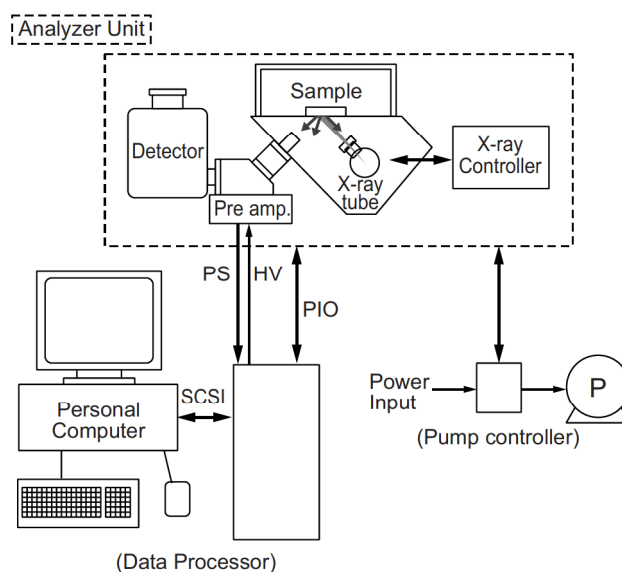 Analyzer Unit
Sample
Detector
X-ray
Controller
X-ray
tube
Pre amp.
PS
HV
PIO
SCSI
Personal
Computer
Power
Input
P
(Pump controller)
(Data Processor)